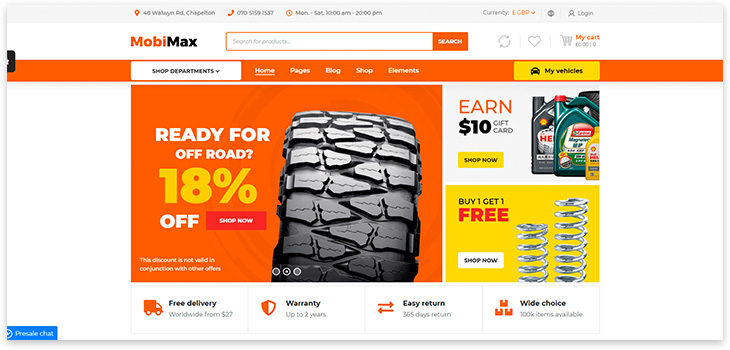 48 Walwyn Rd, Chapelton
070 5159 1537
Mon. - Sat. 10:00 am - 20:00 pm
Currency: £ GBP
Login
MobiMax
Search for products...
SEARCH
My cart
£0.00 | 0
SHOP DEPARTMENTS
Home
Pages
Blog
Shop
Elements
My vehicles
READY FOR
OFF ROAD?
18%
OFF
SHOP NOW
This discount is not valid in
conjunction with other offers
EARN
$10 GIFT
CARD
SHOP NOW
Castrol
Magnatec
BUY 1 GET 1
FREE
SHOP NOW
Free delivery
Worldwide from $27
Warranty
Up to 2 years
Easy return
365 days return
Wide choice
100k items available
Presale chat